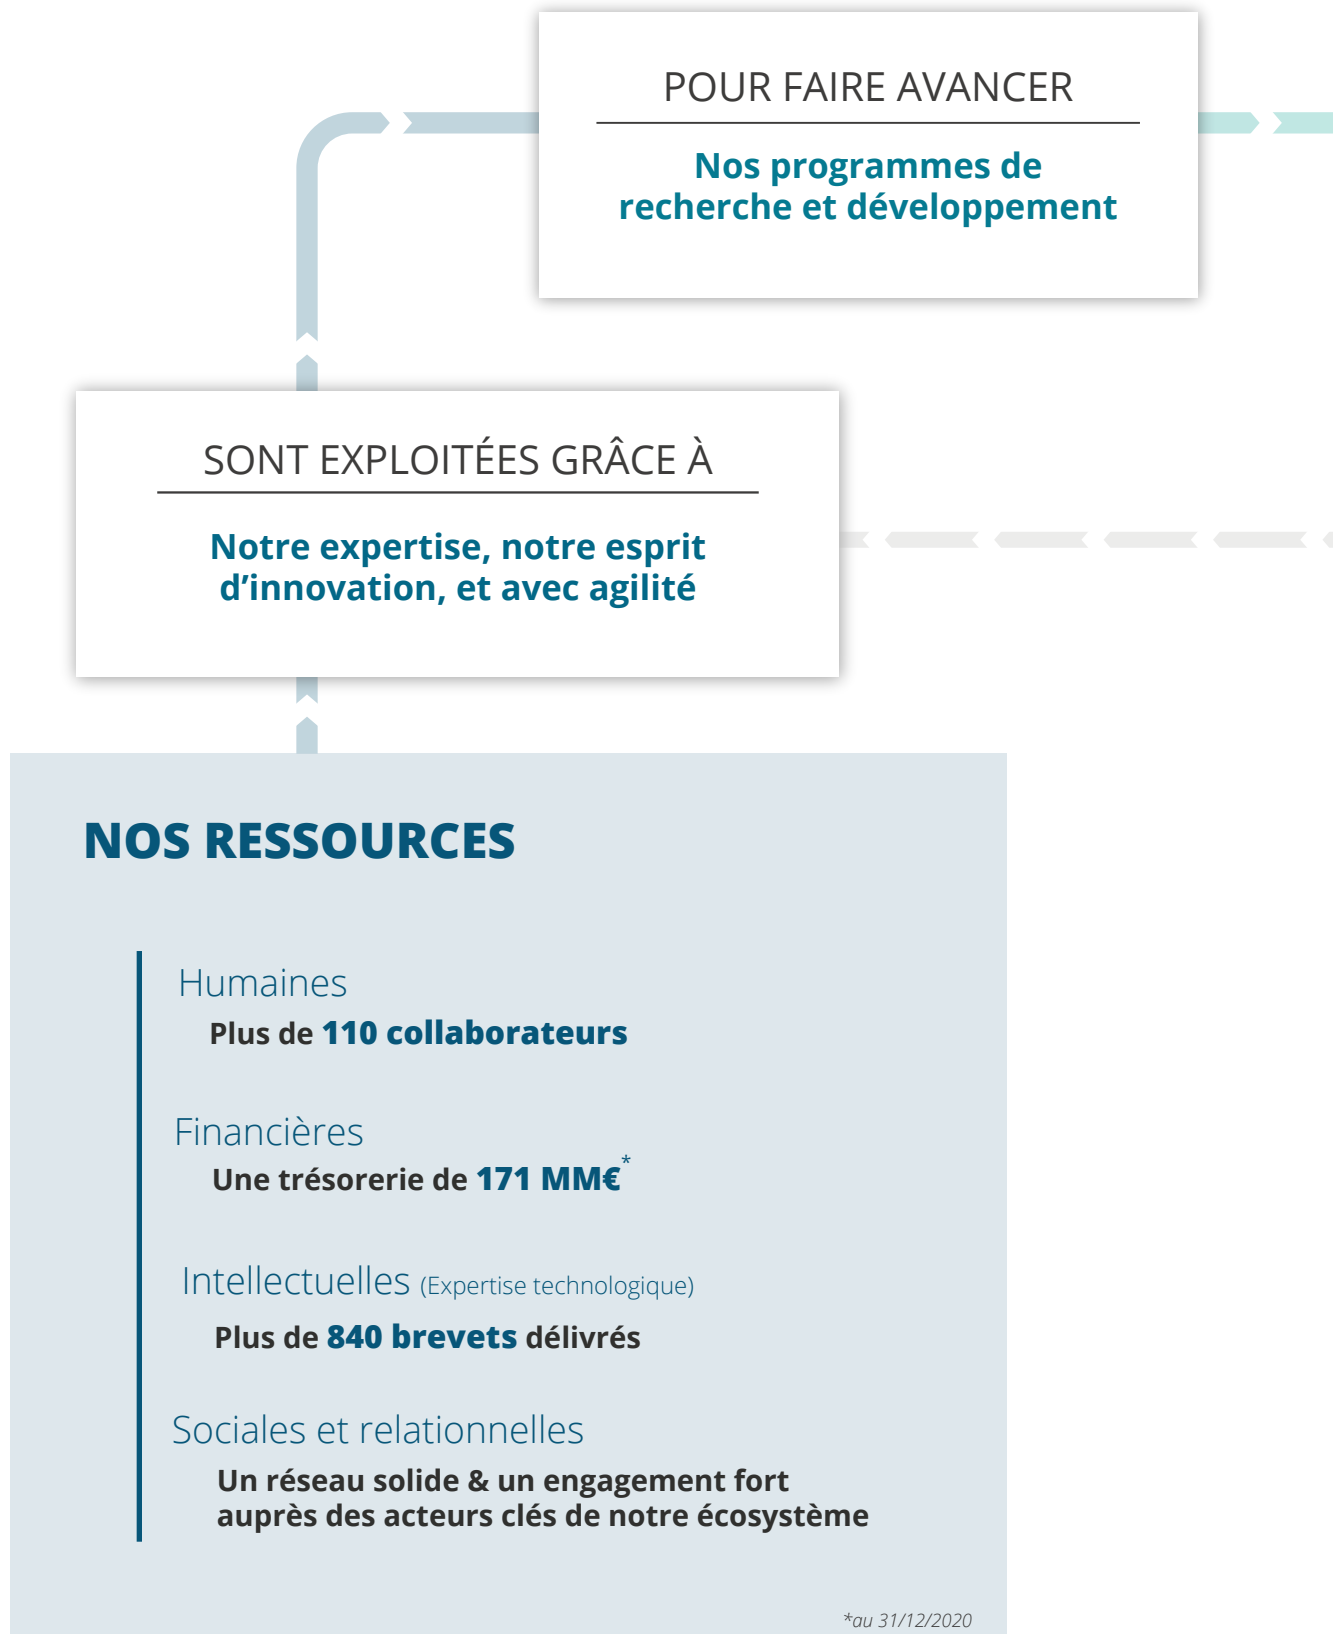 POUR FAIRE AVANCER
Nos programmes de
recherche et développement
SONT EXPLOITÉES GRÂCE À
Notre expertise, notre esprit
d’innovation, et avec agilité
NOS RESSOURCES
Humaines
Plus de 110 collaborateurs
Financières
Une trésorerie de 171 MM€*
Intellectuelles (Expertise technologique)
Plus de 840 brevets délivrés
Sociales et relationnelles
Un réseau solide & un engagement fort
auprès des acteurs clés de notre écosystème
*au 31/12/2020